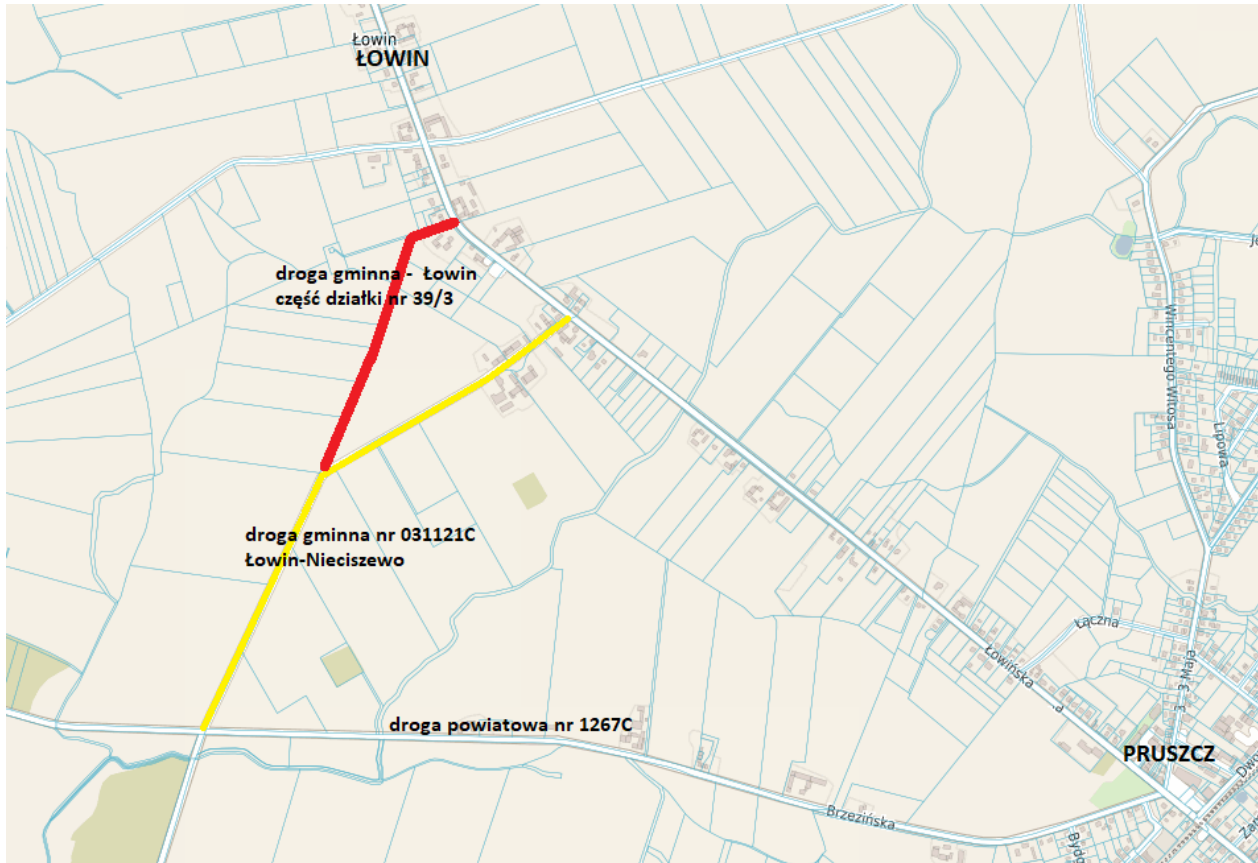 Łowin
ŁOWIN
droga gminna - Łowin
część działki nr 39/3
Wincentego Witosa
Lipowa
droga gminna nr 031121C
Łowin-Nieciszewo
Łączna
Łowińska
3 Maja
droga powiatowa nr 1267C
PRUSZCZ
Brzezińska